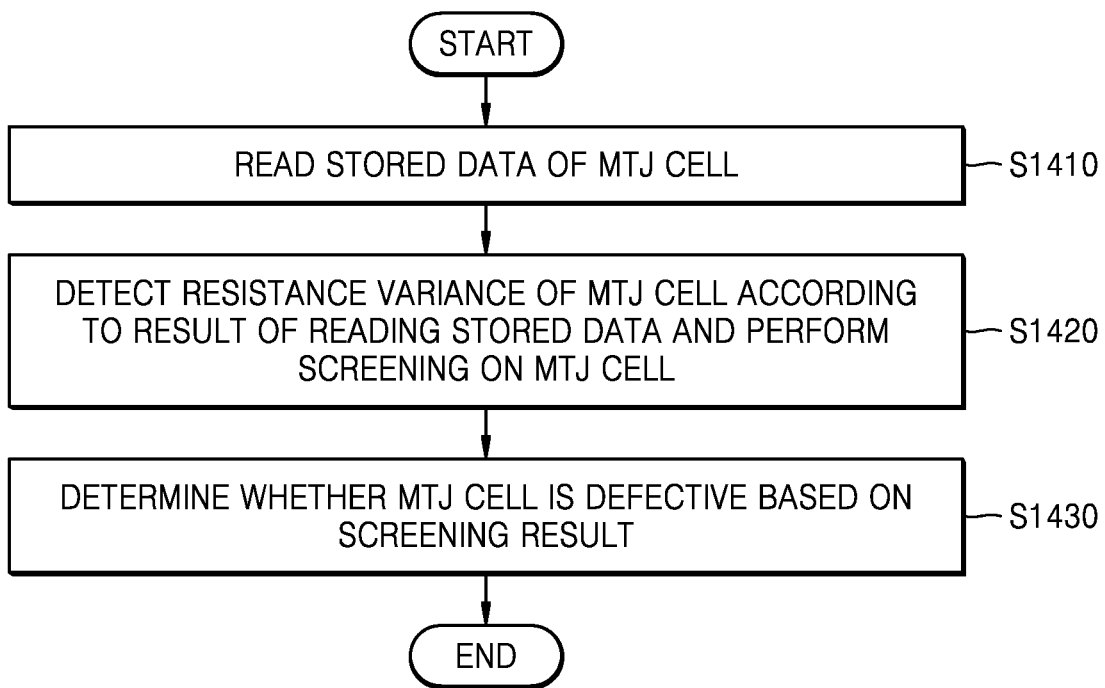 START
READ STORED DATA OF MTJ CELL
S1410
DETECT RESISTANCE VARIANCE OF MTJ CELL ACCORDING
TO RESULT OF READING STORED DATA AND PERFORM
SCREENING ON MTJ CELL
S1420
DETERMINE WHETHER MTJ CELL IS DEFECTIVE BASED ON
SCREENING RESULT
S1430
END